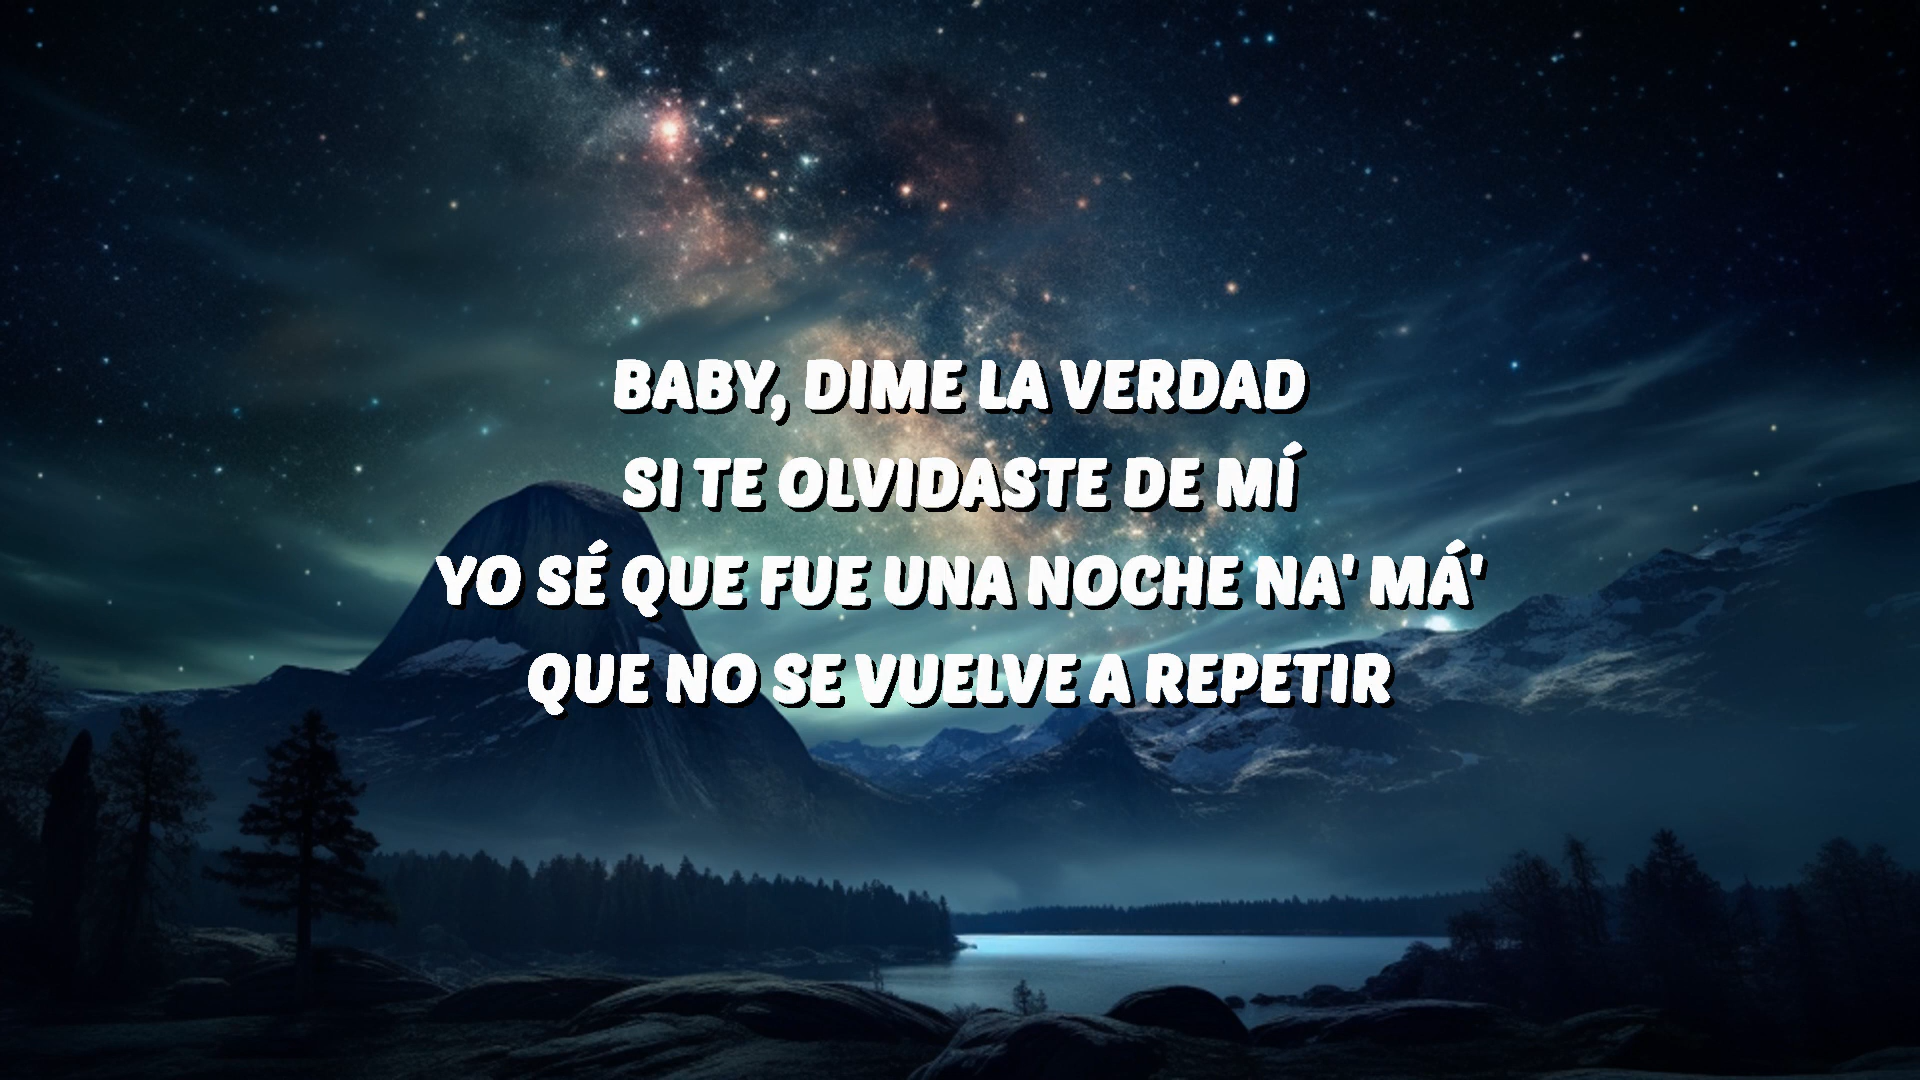 BABY, DIME LA VERDAD
SI TE OLVIDASTE DE MÍ
YO SÉ QUE FUE UNA NOCHE NA' MÁ'
QUE NO SE VUELVE A REPETIR